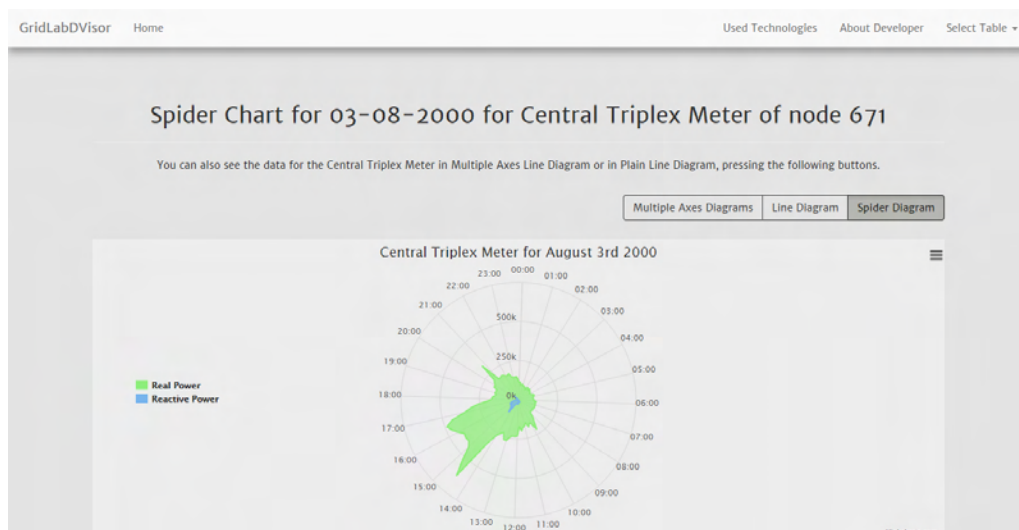 GridLabDVisor Home Used Technologies About Developer Select Table
Spider Chart for 03-08-2000 for Central Triplex Meter of node 671
You can also see the data for the Central Triplex Meter in Multiple Axes Line Diagram or in Plain Line Diagram, pressing the following buttons.
Multiple Axes Diagrams Line Diagram Spider Diagram
Central Triplex Meter for August 3rd 2000
00:00
01:00
02:00
03:00
04:00
05:00
06:00
07:00
08:00
09:00
10:00
11:00
12:00
13:00
14:00
15:00
16:00
17:00
18:00
19:00
20:00
21:00
22:00
23:00
500k
250k
0k
Real Power
Reactive Power